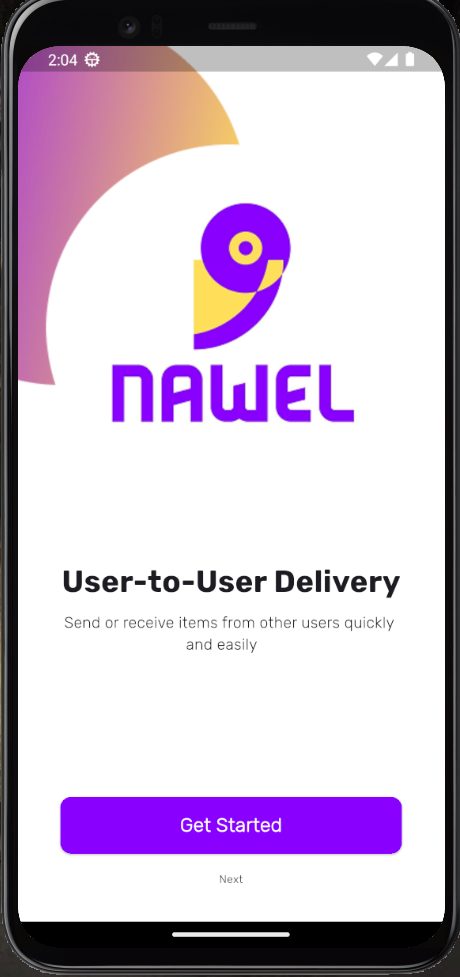 2:04
NAWEL
User-to-User Delivery
Send or receive items from other users quickly
and easily
Get Started
Next